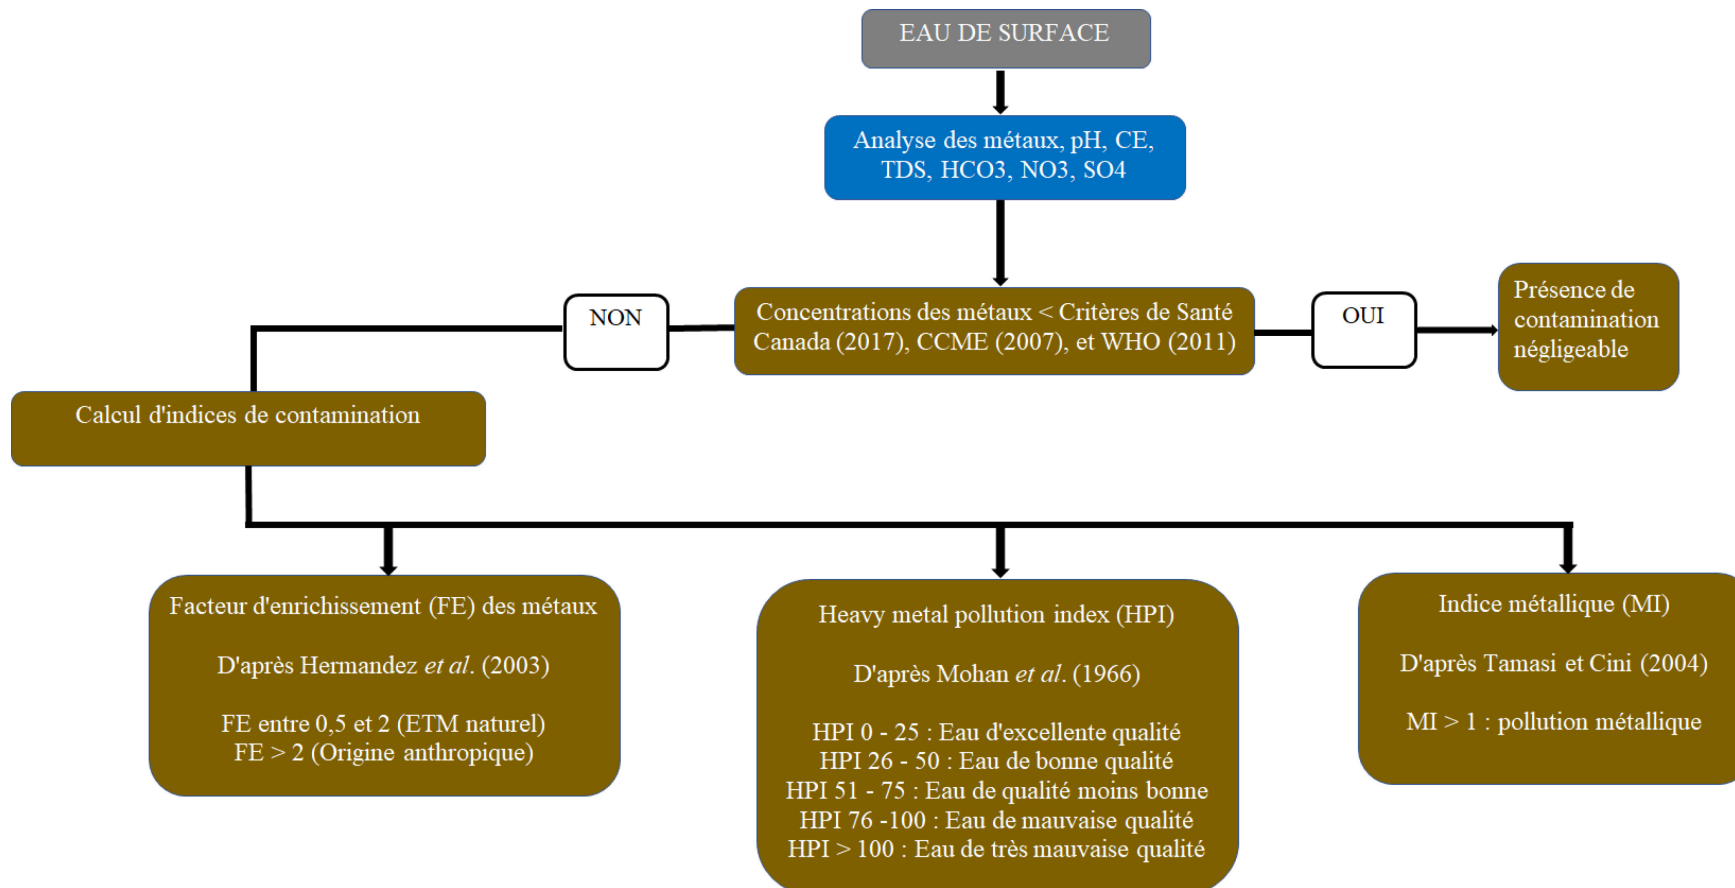 EAU DE SURFACE
Analyse des métaux, pH, CE,
TDS, HCO3, NO3, SO4
NON
Concentrations des métaux < Critères de Santé
Canada (2017), CCME (2007), et WHO (2011)
OUI
Présence de
contamination
négligeable
Calcul d'indices de contamination
Facteur d'enrichissement (FE) des métaux
D'après Hermandez et al. (2003)
FE entre 0,5 et 2 (ETM naturel)
FE > 2 (Origine anthropique)
Heavy metal pollution index (HPI)
D'après Mohan et al. (1966)
HPI 0 - 25 : Eau d'excellente qualité
HPI 26 - 50 : Eau de bonne qualité
HPI 51 - 75 : Eau de qualité moins bonne
HPI 76 -100 : Eau de mauvaise qualité
HPI > 100 : Eau de très mauvaise qualité
Indice métallique (MI)
D'après Tamasi et Cini (2004)
MI > 1 : pollution métallique